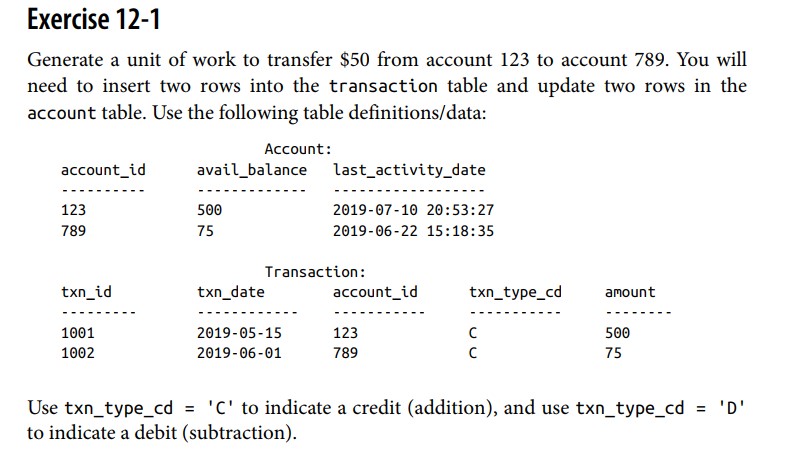 Exercise 12-1
Generate a unit of work to transfer $50 from account 123 to account 789. You will
need to insert two rows into the transaction table and update two rows in the
account table. Use the following table definitions/data:
Account:
account_id avail_balance last_activity_date
---------- ------------- ------------------
123 500 2019-07-10 20:53:27
789 75 2019-06-22 15:18:35
Transaction:
txn_id txn_date account_id txn_type_cd amount
--------- ------------ ----------- ----------- --------
1001 2019-05-15 123 C 500
1002 2019-06-01 789 C 75
Use txn_type_cd = 'C' to indicate a credit (addition), and use txn_type_cd = 'D'
to indicate a debit (subtraction).